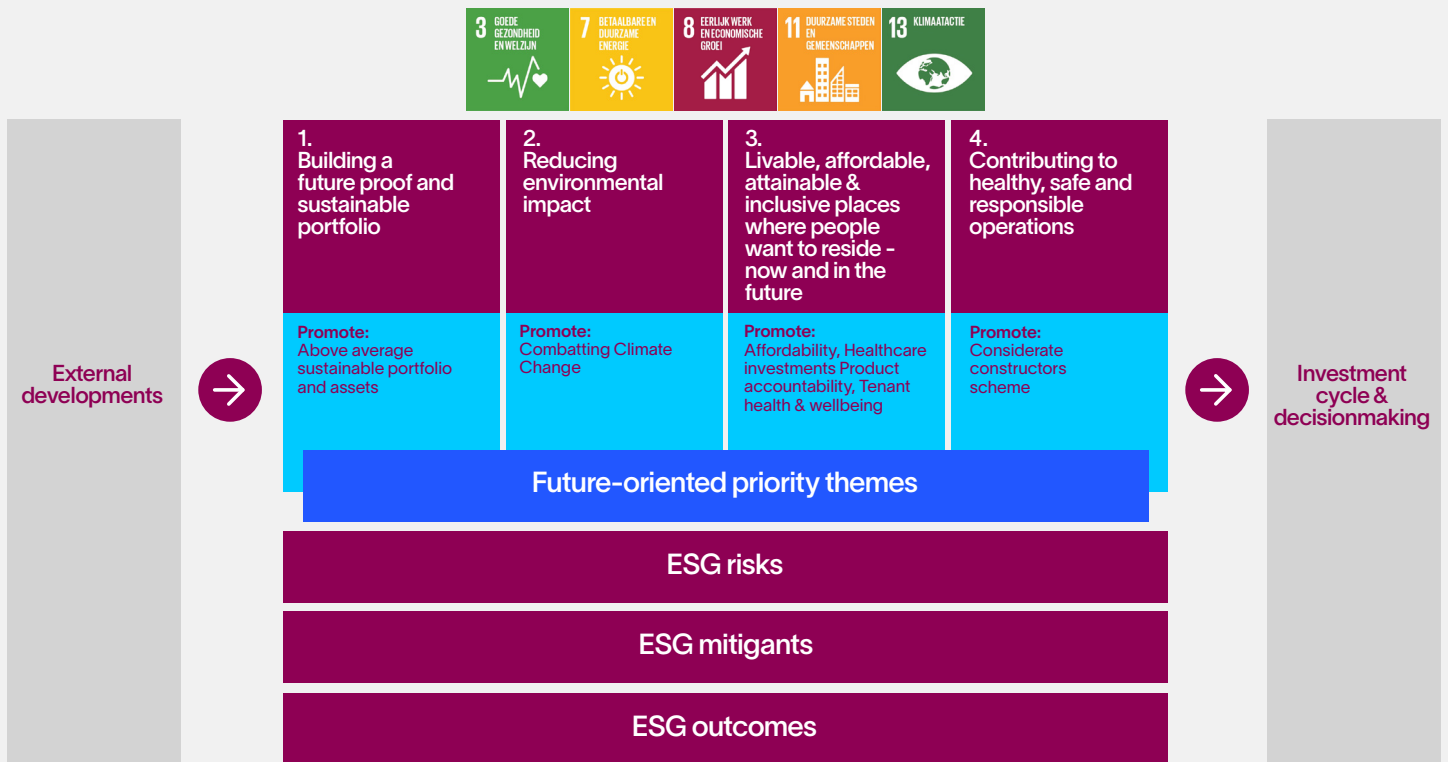 3 GOEDE
GEZONDHEID
EN WELZIJN
7 BETAALBARE EN
DUURZAME
ENERGIE
8 EERLIJK WERK
EN ECONOMISCHE
GROEI
11 DUURZAME STEDEN
EN
GEMEENSCHAPPEN
13 KLIMAATACTIE
External
developments
1.
Building a
future proof and
sustainable
portfolio
2.
Reducing
environmental
impact
3.
Livable, affordable,
attainable &
inclusive places
where people
want to reside -
now and in the
future
4.
Contributing to
healthy, safe and
responsible
operations
Promote:
Above average
sustainable portfolio
and assets
Promote:
Combatting Climate
Change
Promote:
Affordability, Healthcare
investments Product
accountability, Tenant
health & wellbeing
Promote:
Considerate
constructors
scheme
Future-oriented priority themes
ESG risks
ESG mitigants
ESG outcomes
Investment
cycle &
decisionmaking